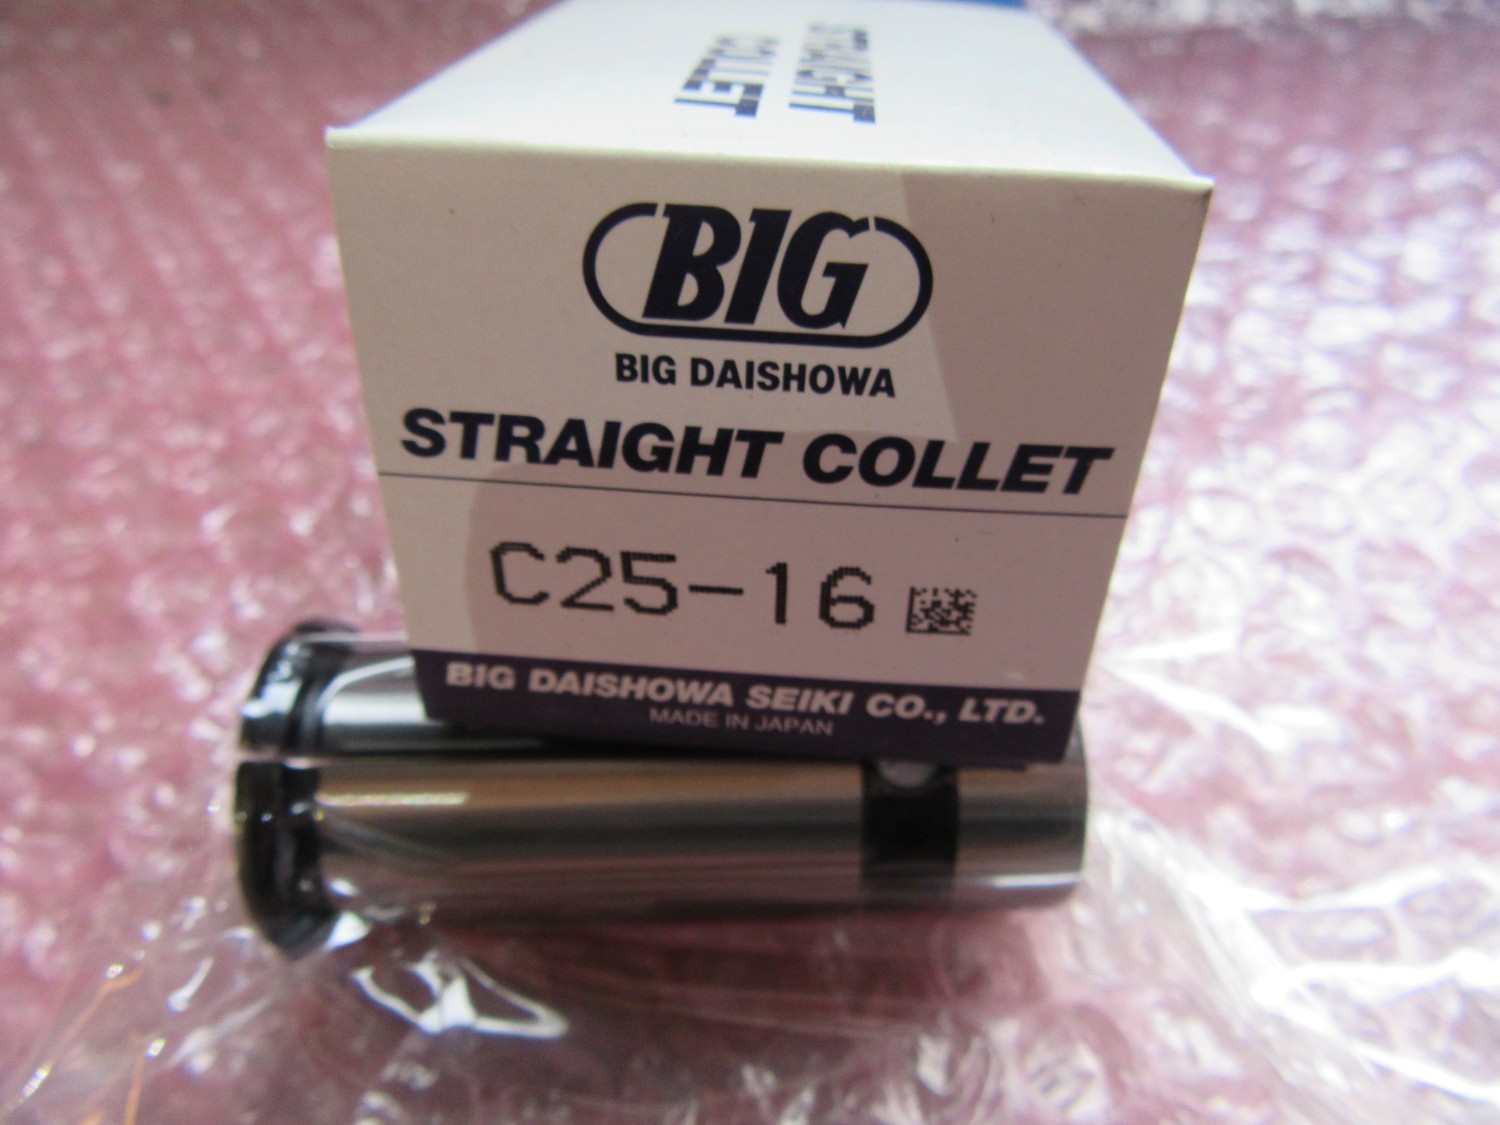 STRAIGHT
COLLET
BIG
BIG DAISHOWA
STRAIGHT COLLET
C25-16
BIG DAISHOWA SEIKI CO., LTD.
MADE IN JAPAN